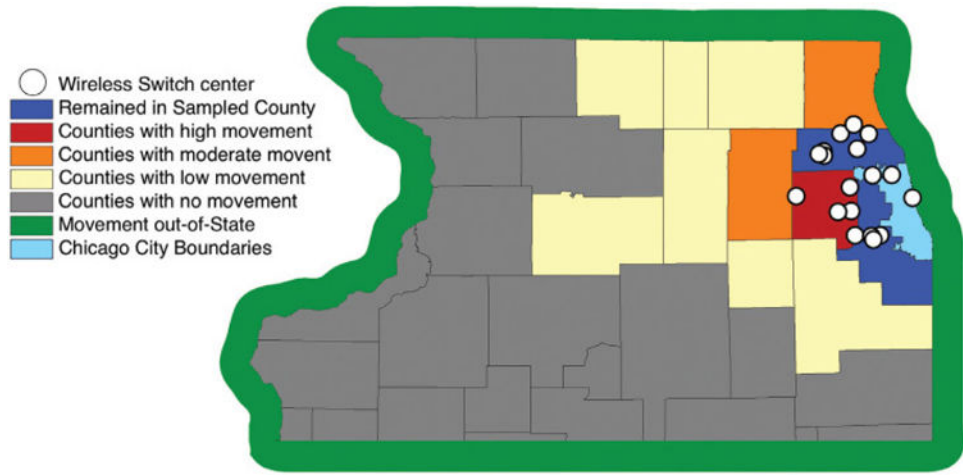 Wireless Switch center
Remained in Sampled County
Counties with high movement
Counties with moderate movent
Counties with low movement
Counties with no movement
Movement out-of-State
Chicago City Boundaries